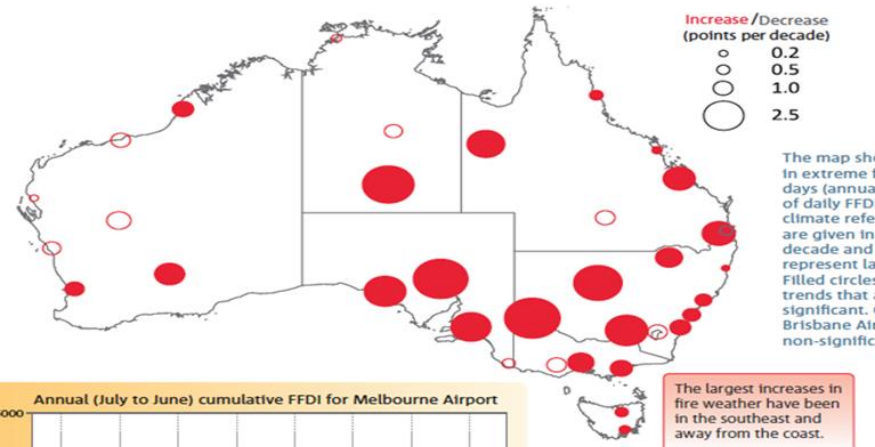 Increase/Decrease
(points per decade)
0.2
0.5
1.0
2.5
The map sho
in extreme f
days (annua
of daily FFDI
climate refe
are given in
decade and
represent la
Filled circles
trends that a
significant.
Brisbane Air
non-signific
Annual (July to June) cumulative FFDI for Melbourne Airport
The largest increases in
fire weather have been
in the southeast and
away from the coast.